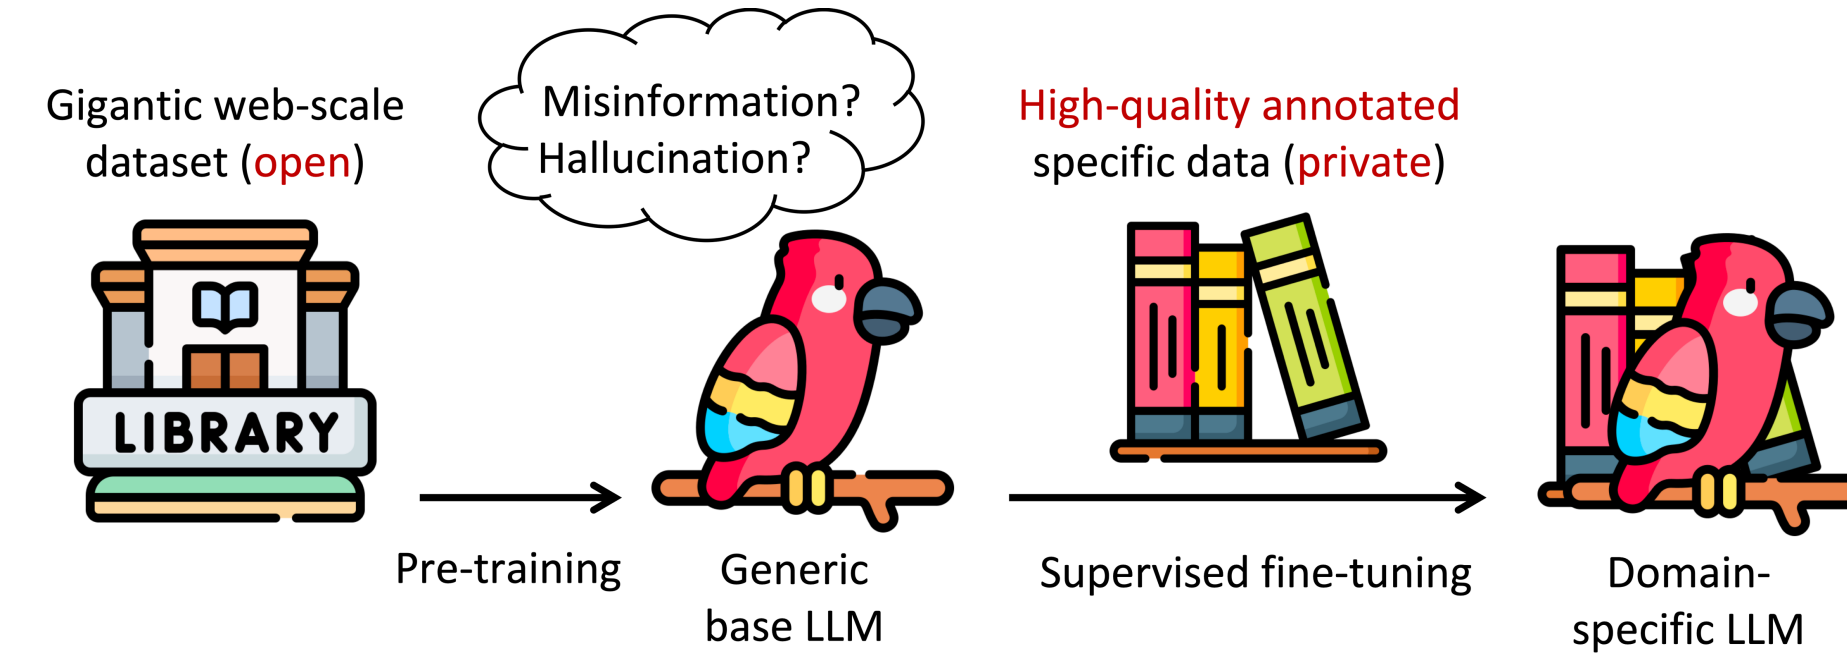 Gigantic web-scale
dataset (open)
Misinformation?
Hallucination?
High-quality annotated
specific data (private)
LIBRARY
Pre-training
Generic
base LLM
Supervised fine-tuning
Domain-
specific LLM